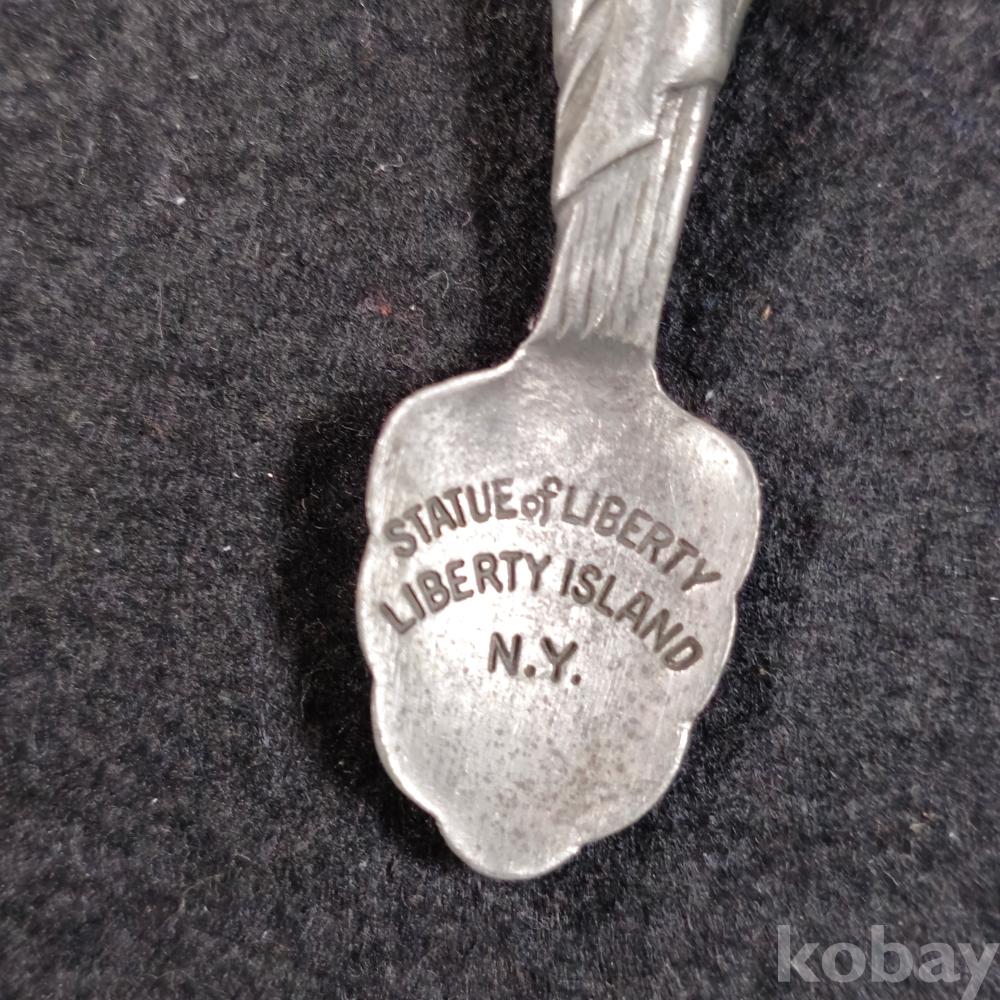 STATUE of LIBERTY
LIBERTY ISLAND
N.Y.
kobay